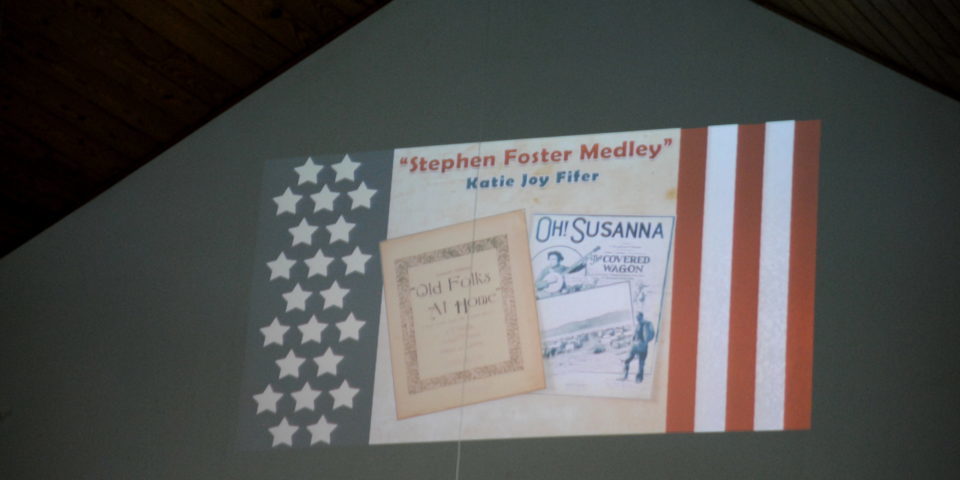 “Stephen Foster Medley”
Katie Joy Fifer
“Old Folks
At Home”
OH! SUSANNA
The COVERED
WAGON